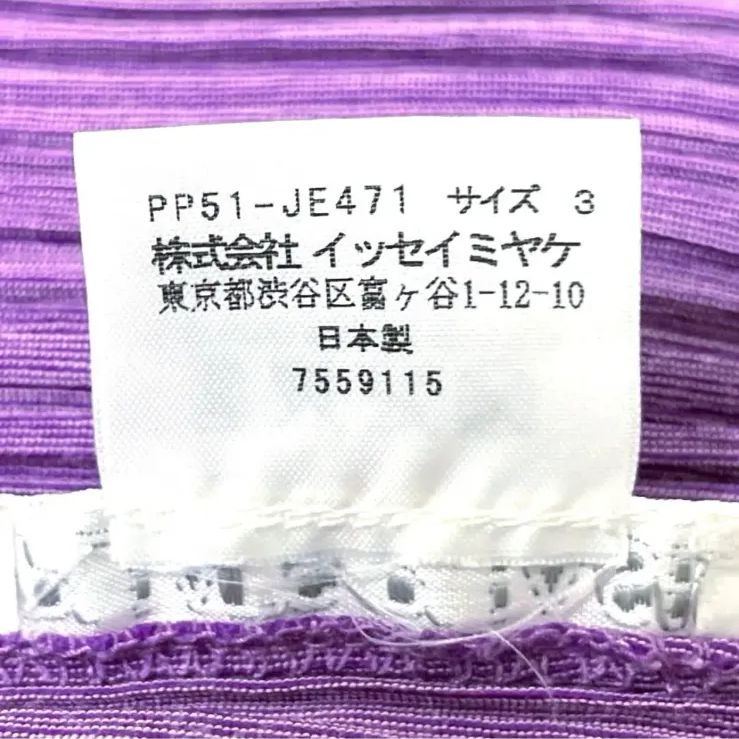 PP51-JE471 サイズ 3
株式会社 イッセイミヤケ
東京都渋谷区富ヶ谷1-12-10
日本製
7559115